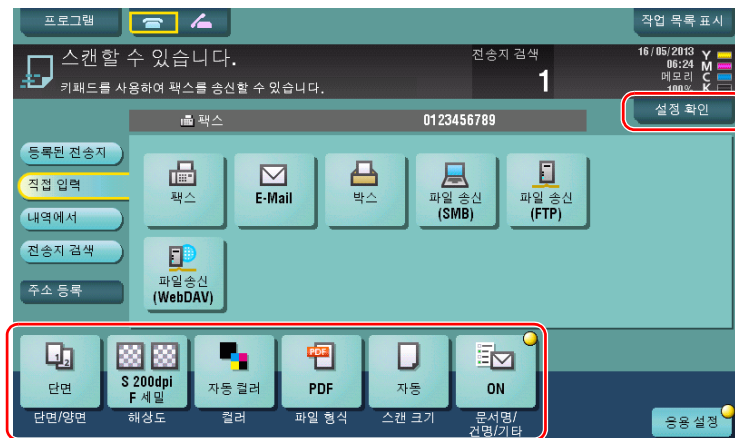 프로그램
작업 목록 표시
스캔할 수 있습니다.
키패드를 사용하여 팩스를 송신할 수 있습니다.
전송지 검색
1
16/05/2013
06:24
메모리
100%
Y
M
C
K
설정 확인
팩스 0123456789
등록된 전송지
직접 입력
내역에서
전송지 검색
주소 등록
팩스
E-Mail
박스
파일 송신
(SMB)
파일 송신
(FTP)
파일송신
(WebDAV)
1 2
단면
S 200dpi
F 세밀
자동 컬러
PDF
PDF
자동
ON
단면/양면
해상도
컬러
파일 형식
스캔 크기
문서명/
건명/기타
응용 설정